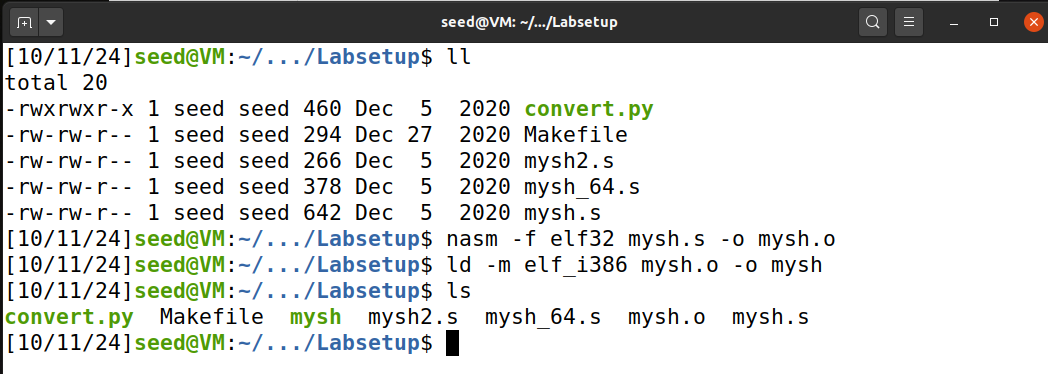 seed@VM: ~/.../Labsetup
[10/11/24]seed@VM:~/.../Labsetup$ ll
total 20
-rwxrwxr-x 1 seed seed 460 Dec  5  2020 convert.py
-rw-rw-r-- 1 seed seed 294 Dec 27  2020 Makefile
-rw-rw-r-- 1 seed seed 266 Dec  5  2020 mysh2.s
-rw-rw-r-- 1 seed seed 378 Dec  5  2020 mysh_64.s
-rw-rw-r-- 1 seed seed 642 Dec  5  2020 mysh.s
[10/11/24]seed@VM:~/.../Labsetup$ nasm -f elf32 mysh.s -o mysh.o
[10/11/24]seed@VM:~/.../Labsetup$ ld -m elf_i386 mysh.o -o mysh
[10/11/24]seed@VM:~/.../Labsetup$ ls
convert.py  Makefile  mysh  mysh2.s  mysh_64.s  mysh.o  mysh.s
[10/11/24]seed@VM:~/.../Labsetup$